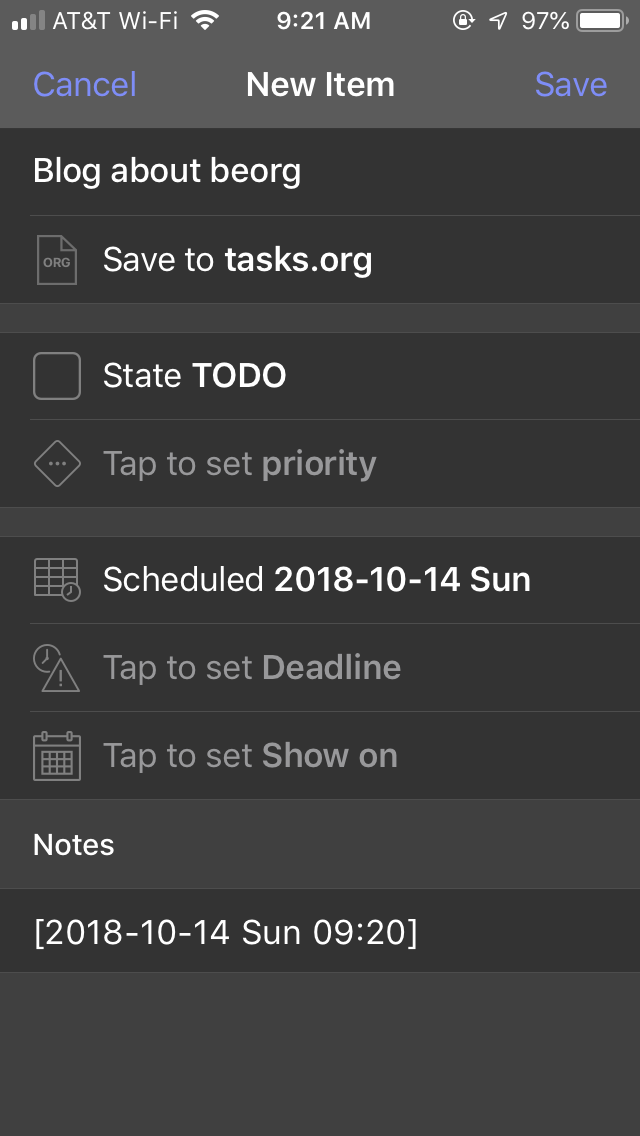 AT&T Wi-Fi 9:21 AM 97%
Cancel New Item Save
Blog about beorg
ORG Save to tasks.org
State TODO
Tap to set priority
Scheduled 2018-10-14 Sun
Tap to set Deadline
Tap to set Show on
Notes
[2018-10-14 Sun 09:20]